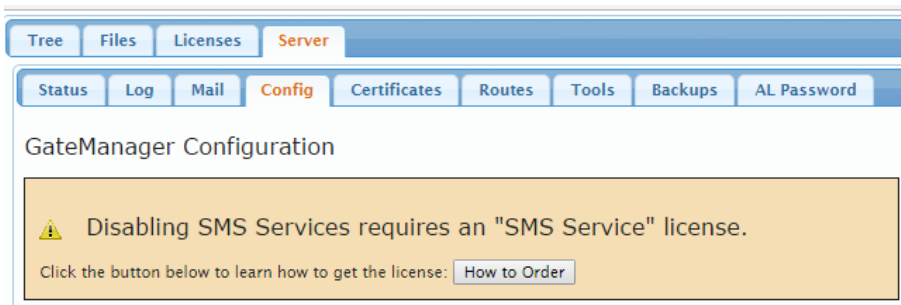 Tree Files Licenses Server
Status Log Mail Config Certificates Routes Tools Backups AL Password
GateManager Configuration
Disabling SMS Services requires an "SMS Service" license.
Click the button below to learn how to get the license: How to Order